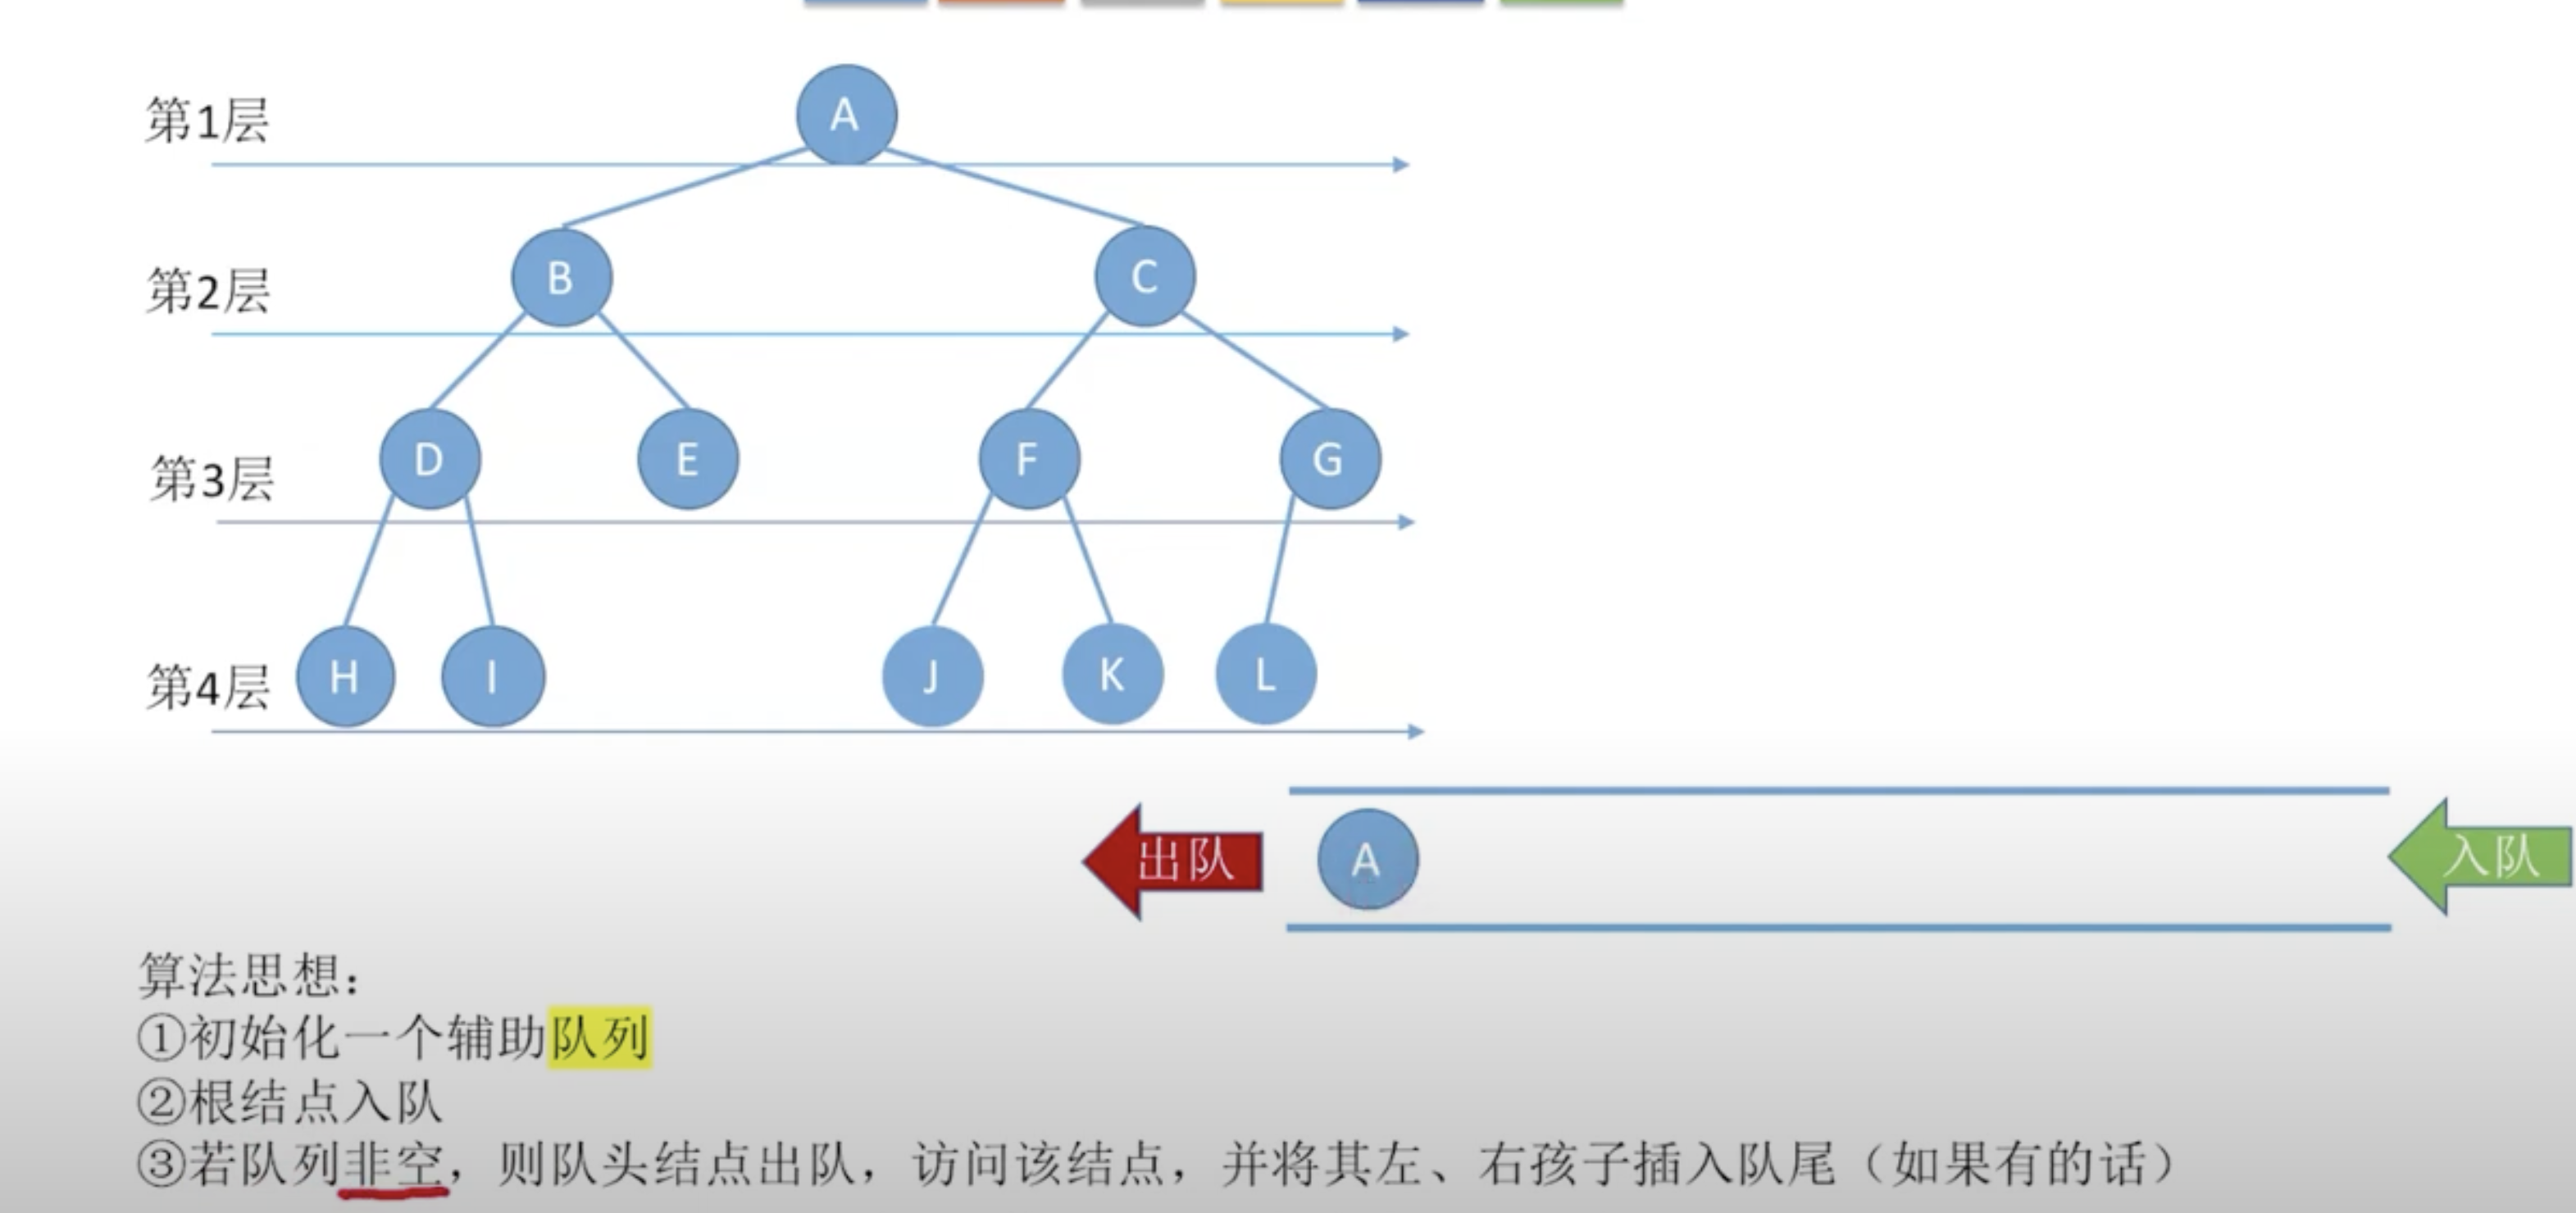 第1层
A
第2层
B
C
第3层
D
E
F
G
第4层
H
I
J
K
L
出队
A
入队
算法思想：
①初始化一个辅助队列
②根结点入队
③若队列非空，则队头结点出队，访问该结点，并将其左、右孩子插入队尾（如果有的话）